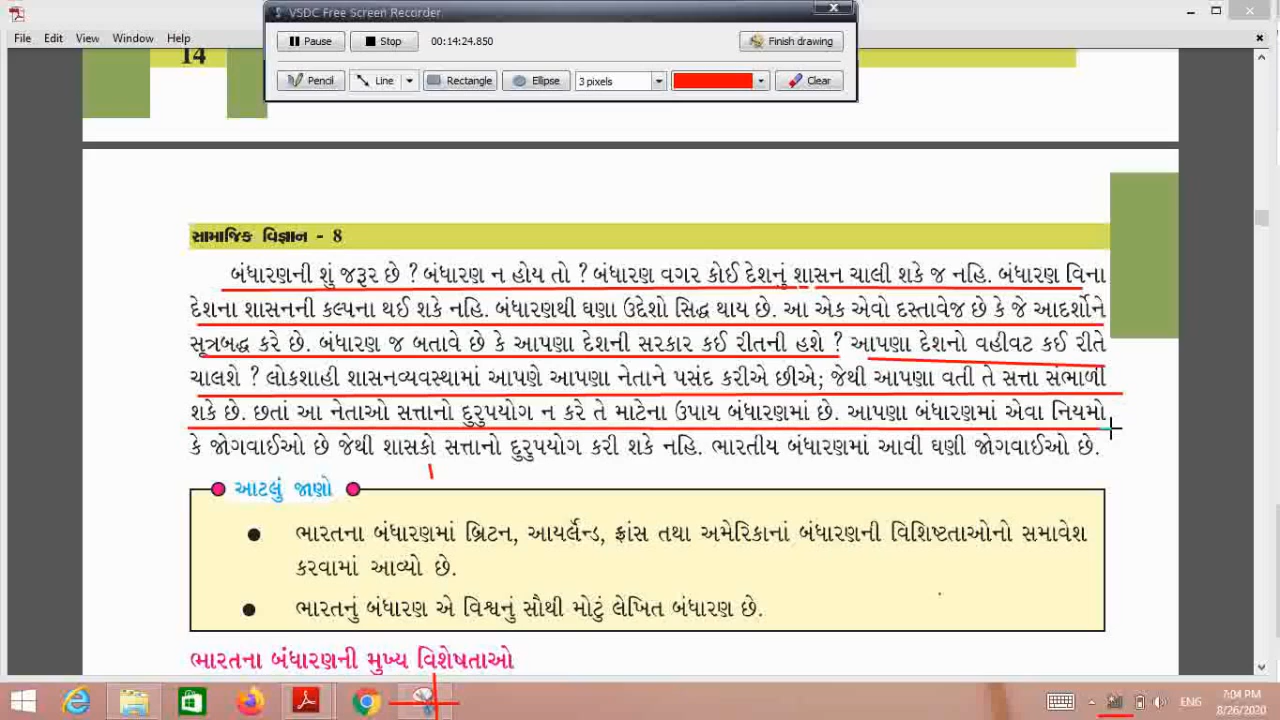 VSDC Free Screen Recorder
File Edit View Window Help
Pause Stop 00:14:24.850 Finish drawing
Pencil Line Rectangle Ellipse 3 pixels Clear
14
સામાજિક વિજ્ઞાન - 8
બંધારણની શું જરૂર છે ? બંધારણ ન હોય તો ? બંધારણ વગર કોઈ દેશનું શાસન ચાલી શકે જ નહિ. બંધારણ વિના
દેશના શાસનની કલ્પના થઈ શકે નહિ. બંધારણથી ઘણા ઉદેશો સિદ્ધ થાય છે. આ એક એવો દસ્તાવેજ છે કે જે આદર્શોને
સૂત્રબદ્ધ કરે છે. બંધારણ જ બતાવે છે કે આપણા દેશની સરકાર કઈ રીતની હશે ? આપણા દેશનો વહીવટ કઈ રીતે
ચાલશે ? લોકશાહી શાસનવ્યવસ્થામાં આપણે આપણા નેતાને પસંદ કરીએ છીએ; જેથી આપણા વતી તે સત્તા સંભાળી
શકે છે. છતાં આ નેતાઓ સત્તાનો દુરુપયોગ ન કરે તે માટેના ઉપાય બંધારણમાં છે. આપણા બંધારણમાં એવા નિયમો
કે જોગવાઈઓ છે જેથી શાસકો સત્તાનો દુરુપયોગ કરી શકે નહિ. ભારતીય બંધારણમાં આવી ઘણી જોગવાઈઓ છે.
આટલું જાણો
● ભારતના બંધારણમાં બ્રિટન, આયર્લૅન્ડ, ફ્રાંસ તથા અમેરિકાનાં બંધારણની વિશિષ્ટતાઓનો સમાવેશ
કરવામાં આવ્યો છે.
● ભારતનું બંધારણ એ વિશ્વનું સૌથી મોટું લેખિત બંધારણ છે.
ભારતના બંધારણની મુખ્ય વિશેષતાઓ
ENG
7:04 PM
8/26/2020